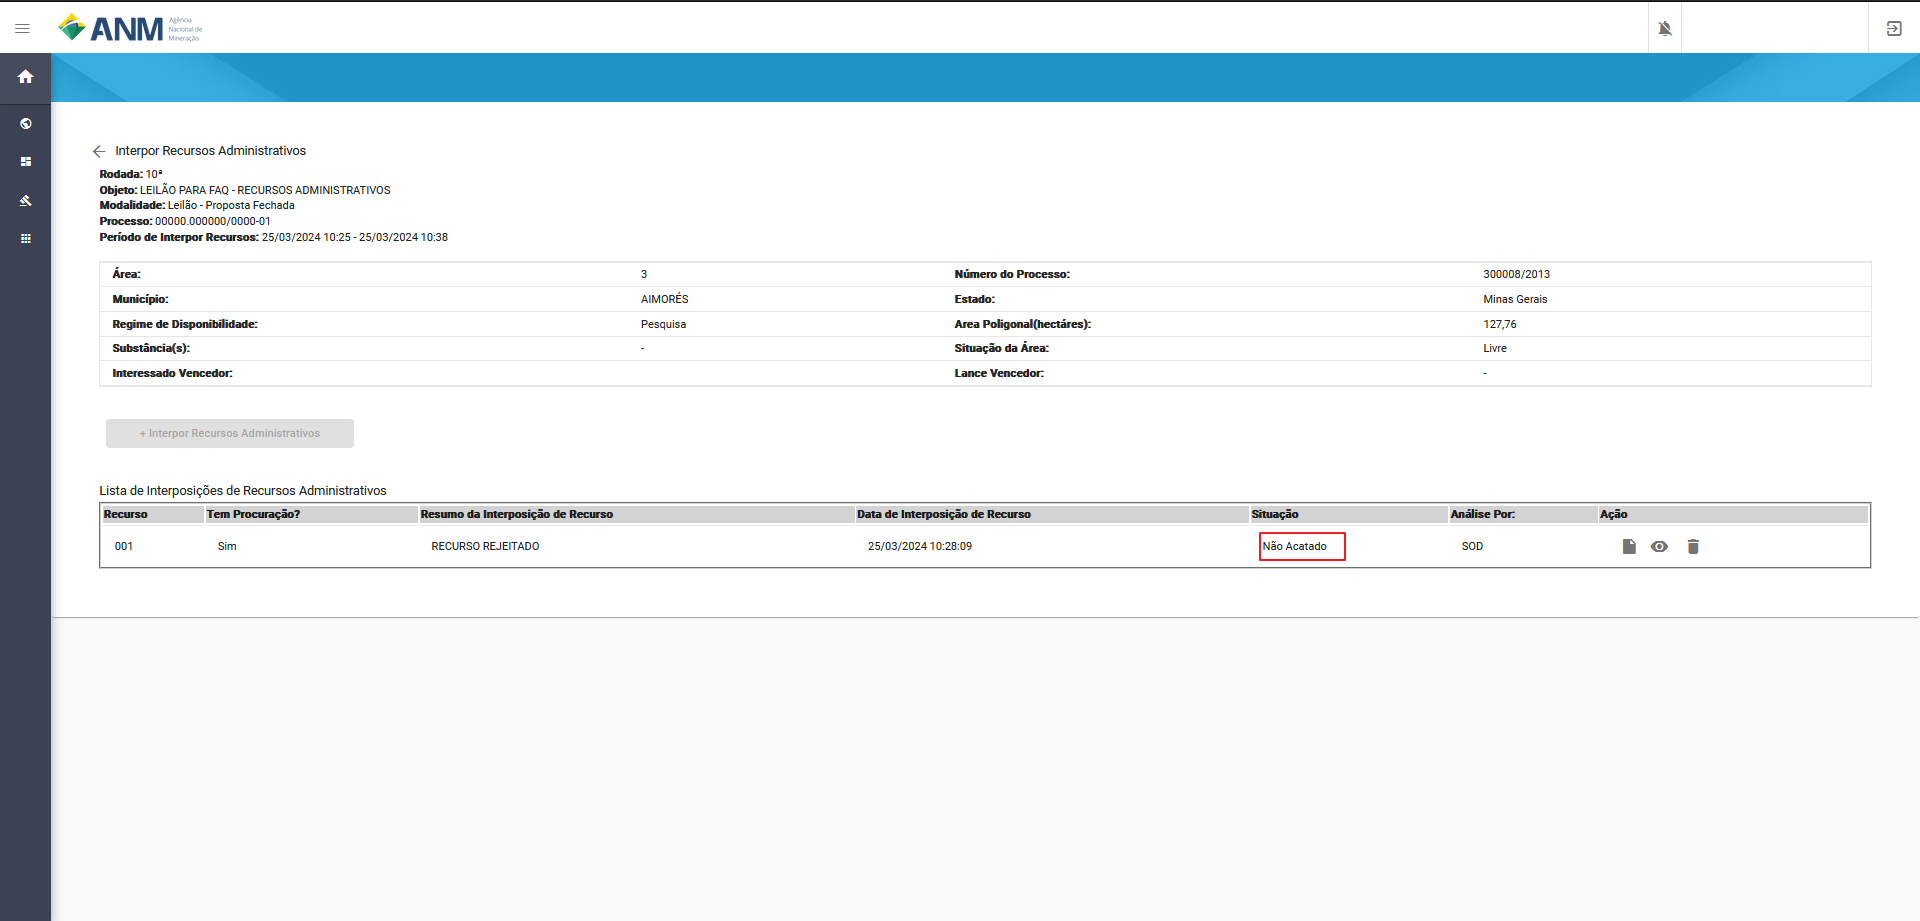 ANM
Agência
Nacional de
Mineração
Interpor Recursos Administrativos
Rodada: 10ª
Objeto: LEILÃO PARA FAQ - RECURSOS ADMINISTRATIVOS
Modalidade: Leilão - Proposta Fechada
Processo: 00000.000000/0000-01
Período de Interpor Recursos: 25/03/2024 10:25 - 25/03/2024 10:38
Área: 3 Número do Processo: 300008/2013
Município: AIMORÉS Estado: Minas Gerais
Regime de Disponibilidade: Pesquisa Area Poligonal(hectáres): 127,76
Substância(s): - Situação da Área: Livre
Interessado Vencedor: Lance Vencedor: -
+ Interpor Recursos Administrativos
Lista de Interposições de Recursos Administrativos
Recurso Tem Procuração? Resumo da Interposição de Recurso Data de Interposição de Recurso Situação Análise Por: Ação
001 Sim RECURSO REJEITADO 25/03/2024 10:28:09 Não Acatado SOD